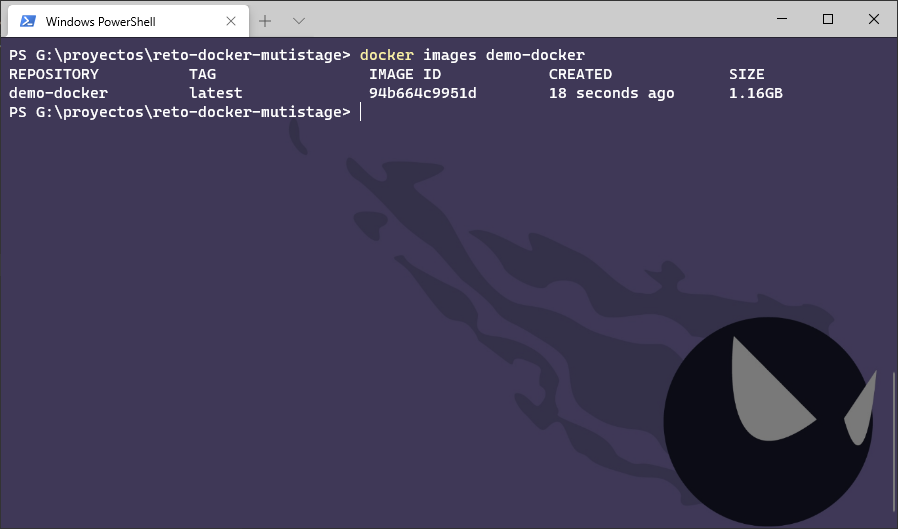 Windows PowerShell
PS G:\proyectos\reto-docker-mutistage> docker images demo-docker
REPOSITORY TAG IMAGE ID CREATED SIZE
demo-docker latest 94b664c9951d 18 seconds ago 1.16GB
PS G:\proyectos\reto-docker-mutistage>